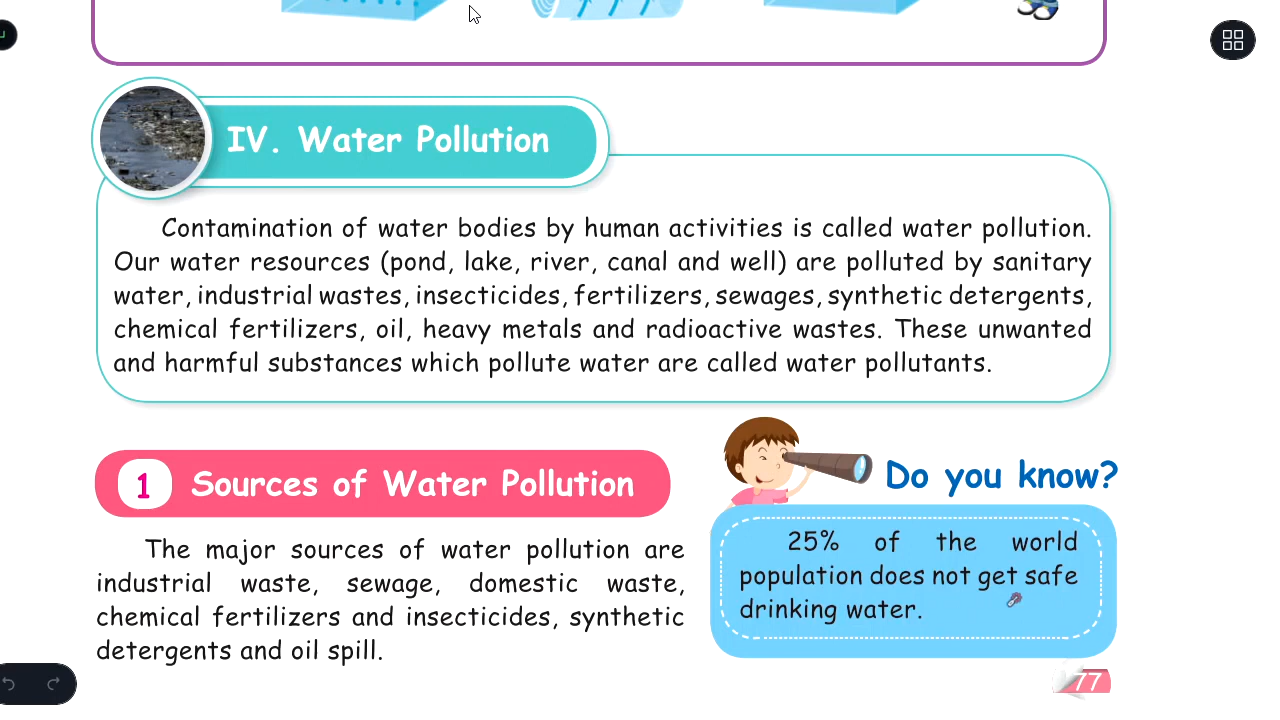 IV. Water Pollution
Contamination of water bodies by human activities is called water pollution.
Our water resources (pond, lake, river, canal and well) are polluted by sanitary
water, industrial wastes, insecticides, fertilizers, sewages, synthetic detergents,
chemical fertilizers, oil, heavy metals and radioactive wastes. These unwanted
and harmful substances which pollute water are called water pollutants.
1 Sources of Water Pollution
The major sources of water pollution are
industrial waste, sewage, domestic waste,
chemical fertilizers and insecticides, synthetic
detergents and oil spill.
Do you know?
25% of the world
population does not get safe
drinking water.
77